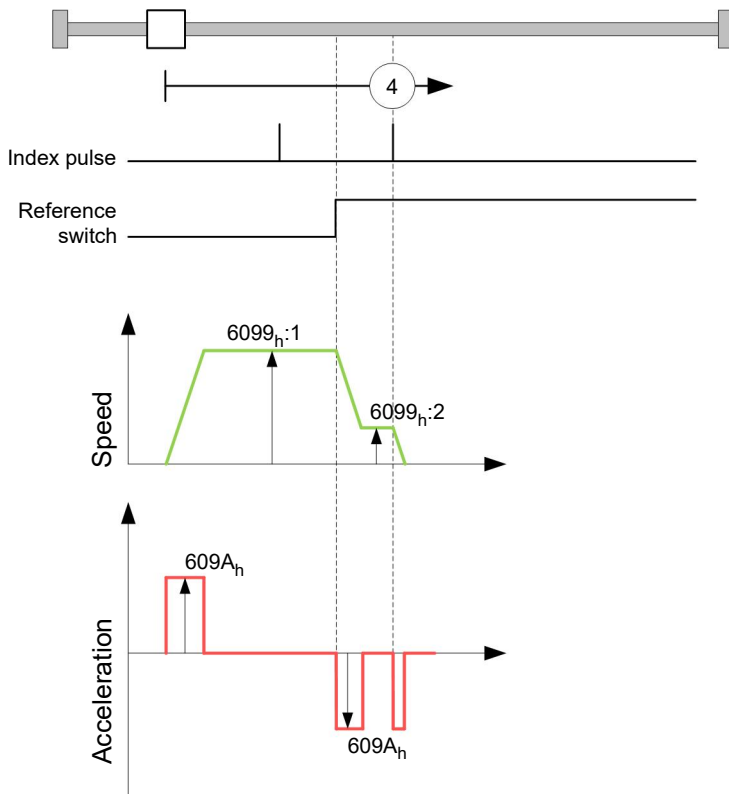 4
Index pulse
Reference
switch
6099h:1
6099h:2
Speed
609Ah
609Ah
Acceleration